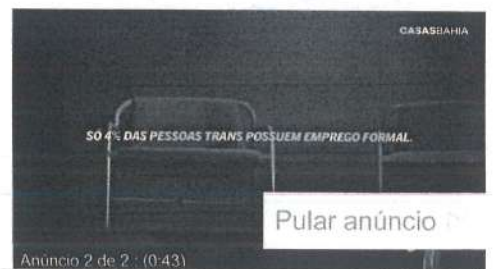 CASASBAHIA
SÓ 4% DAS PESSOAS TRANS POSSUEM EMPREGO FORMAL.
Pular anúncio
Anúncio 2 de 2 : (0:43)